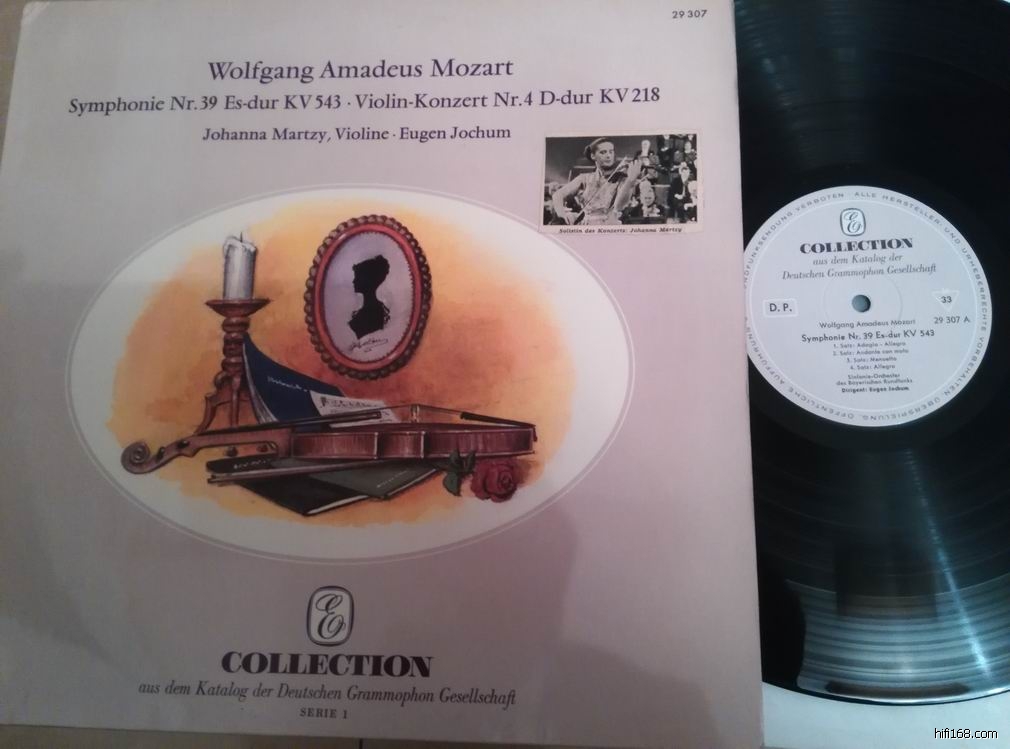 29 307
Wolfgang Amadeus Mozart
Symphonie Nr. 39 Es-dur KV 543 · Violin-Konzert Nr. 4 D-dur KV 218
Johanna Martzy, Violine · Eugen Jochum
Solistin des Konzerts: Johanna Martzy
E
COLLECTION
aus dem Katalog der Deutschen Grammophon Gesellschaft
SERIE 1
ALLE HERSTELLER- UND URHEBERRECHTE VORBEHALTEN
ÖFFENTLICHE
ÜBERSPIELUNG,
VERBOTEN
E
COLLECTION
aus dem Katalog der
Deutschen Grammophon Gesellschaft
D. P.
33
Wolfgang Amadeus Mozart
29 307 A
Symphonie Nr. 39 Es-dur KV 543
1. Satz: Adagio - Allegro
2. Satz: Andante con moto
3. Satz: Menuetto
4. Satz: Allegro
Sinfonie-Orchester
des Bayerischen Rundfunks
Dirigent: Eugen Jochum
hifi168.com